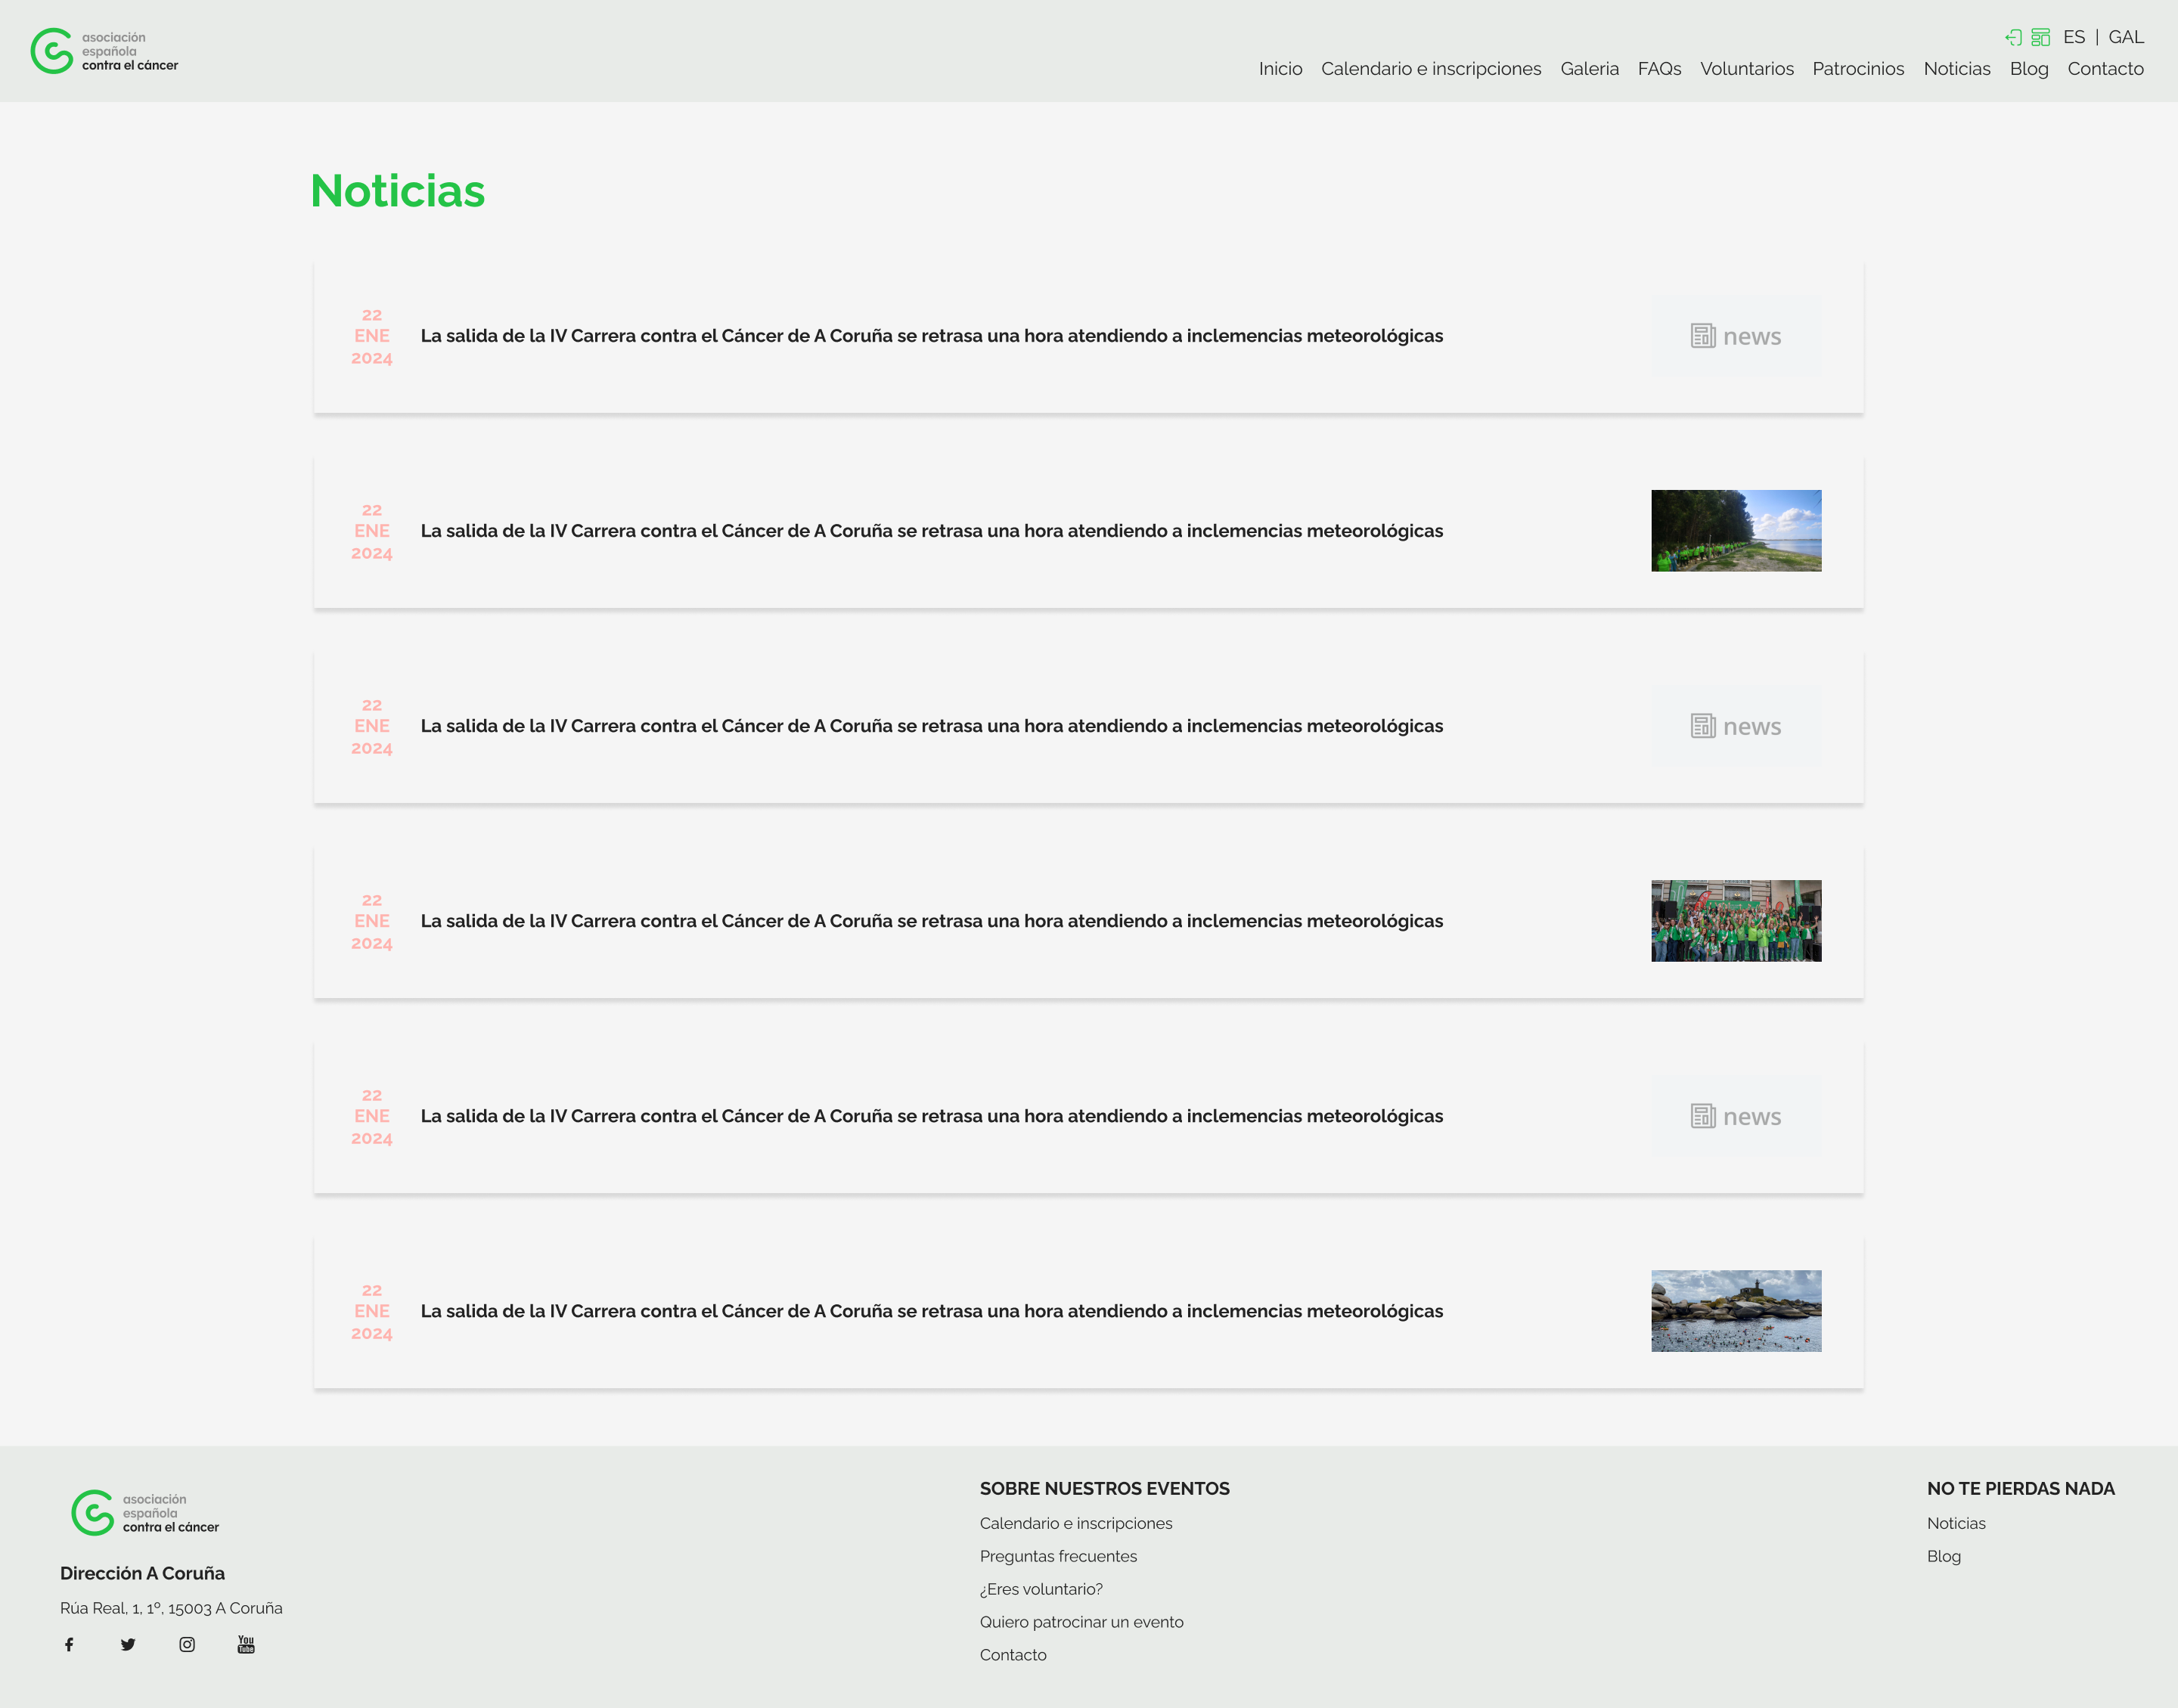 asociación
española
contra el cáncer
ES | GAL
Inicio Calendario e inscripciones Galeria FAQs Voluntarios Patrocinios Noticias Blog Contacto
Noticias
22
ENE
2024
La salida de la IV Carrera contra el Cáncer de A Coruña se retrasa una hora atendiendo a inclemencias meteorológicas
news
22
ENE
2024
La salida de la IV Carrera contra el Cáncer de A Coruña se retrasa una hora atendiendo a inclemencias meteorológicas
22
ENE
2024
La salida de la IV Carrera contra el Cáncer de A Coruña se retrasa una hora atendiendo a inclemencias meteorológicas
news
22
ENE
2024
La salida de la IV Carrera contra el Cáncer de A Coruña se retrasa una hora atendiendo a inclemencias meteorológicas
22
ENE
2024
La salida de la IV Carrera contra el Cáncer de A Coruña se retrasa una hora atendiendo a inclemencias meteorológicas
news
22
ENE
2024
La salida de la IV Carrera contra el Cáncer de A Coruña se retrasa una hora atendiendo a inclemencias meteorológicas
asociación
española
contra el cáncer
Dirección A Coruña
Rúa Real, 1, 1º, 15003 A Coruña
You
Tube
SOBRE NUESTROS EVENTOS
Calendario e inscripciones
Preguntas frecuentes
¿Eres voluntario?
Quiero patrocinar un evento
Contacto
NO TE PIERDAS NADA
Noticias
Blog